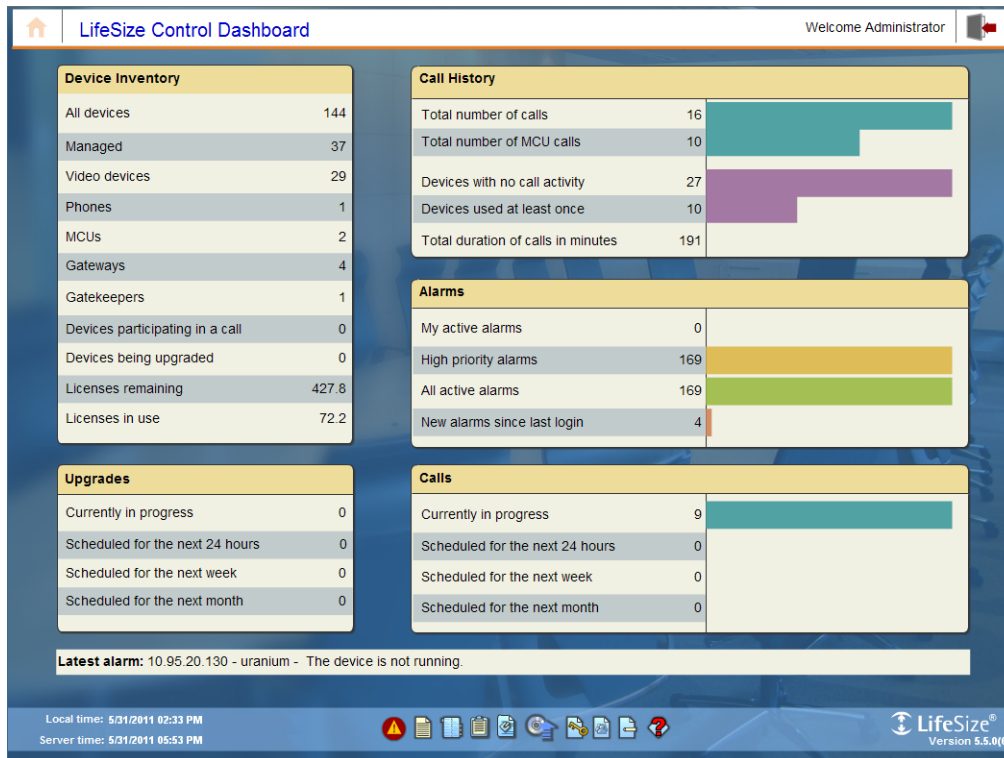 LifeSize Control Dashboard
Welcome Administrator
Device Inventory
All devices 144
Managed 37
Video devices 29
Phones 1
MCUs 2
Gateways 4
Gatekeepers 1
Devices participating in a call 0
Devices being upgraded 0
Licenses remaining 427.8
Licenses in use 72.2
Call History
Total number of calls 16
Total number of MCU calls 10
Devices with no call activity 27
Devices used at least once 10
Total duration of calls in minutes 191
Alarms
My active alarms 0
High priority alarms 169
All active alarms 169
New alarms since last login 4
Upgrades
Currently in progress 0
Scheduled for the next 24 hours 0
Scheduled for the next week 0
Scheduled for the next month 0
Calls
Currently in progress 9
Scheduled for the next 24 hours 0
Scheduled for the next week 0
Scheduled for the next month 0
Latest alarm: 10.95.20.130 - uranium - The device is not running.
Local time: 5/31/2011 02:33 PM
Server time: 5/31/2011 05:53 PM
LifeSize®
Version 5.5.0(